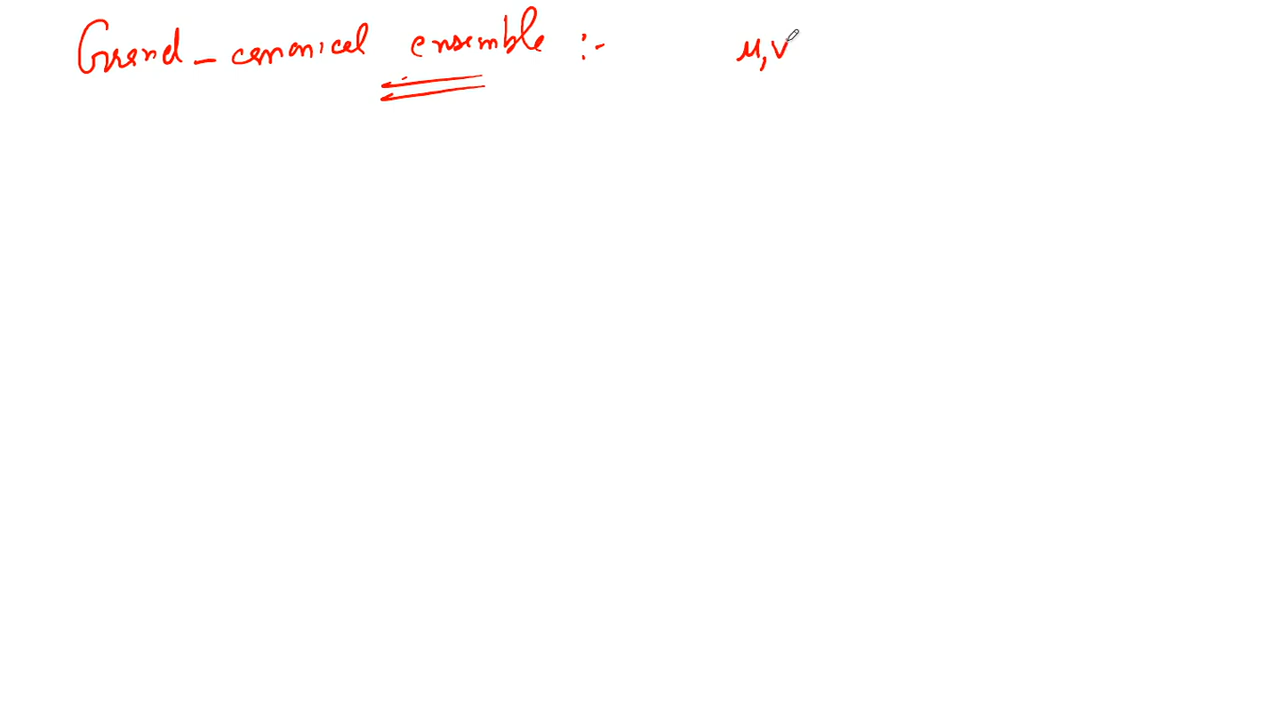 Grand-canonical ensemble :- μ, V